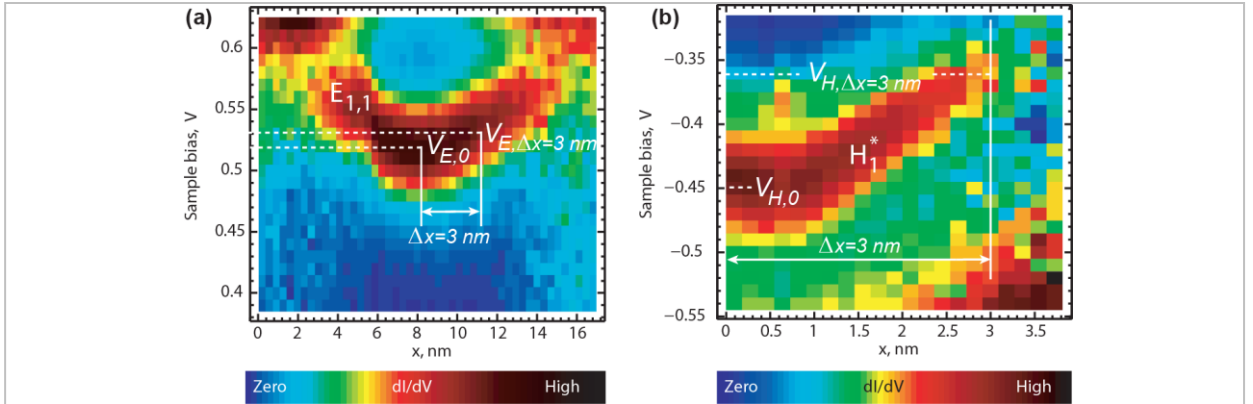 (a)
Sample bias, V
0.6
0.55
0.5
0.45
0.4
E1,1
VE,0
VE,Δx=3 nm
Δx=3 nm
0 2 4 6 8 10 12 14 16
x, nm
Zero dI/dV High
(b)
Sample bias, V
−0.35
−0.4
−0.45
−0.5
−0.55
VH,Δx=3 nm
H1*
VH,0
Δx=3 nm
0 0.5 1 1.5 2 2.5 3 3.5
x, nm
Zero dI/dV High